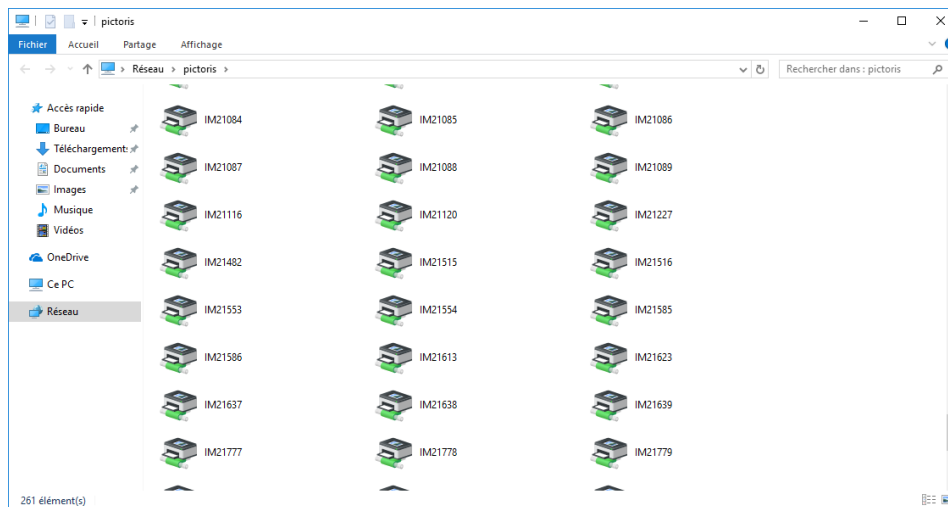 pictoris
Fichier Accueil Partage Affichage
Réseau pictoris Rechercher dans : pictoris
Accès rapide
Bureau
Téléchargements
Documents
Images
Musique
Vidéos
OneDrive
Ce PC
Réseau
IM21084 IM21085 IM21086
IM21087 IM21088 IM21089
IM21116 IM21120 IM21227
IM21482 IM21515 IM21516
IM21553 IM21554 IM21585
IM21586 IM21613 IM21623
IM21637 IM21638 IM21639
IM21777 IM21778 IM21779
261 élément(s)